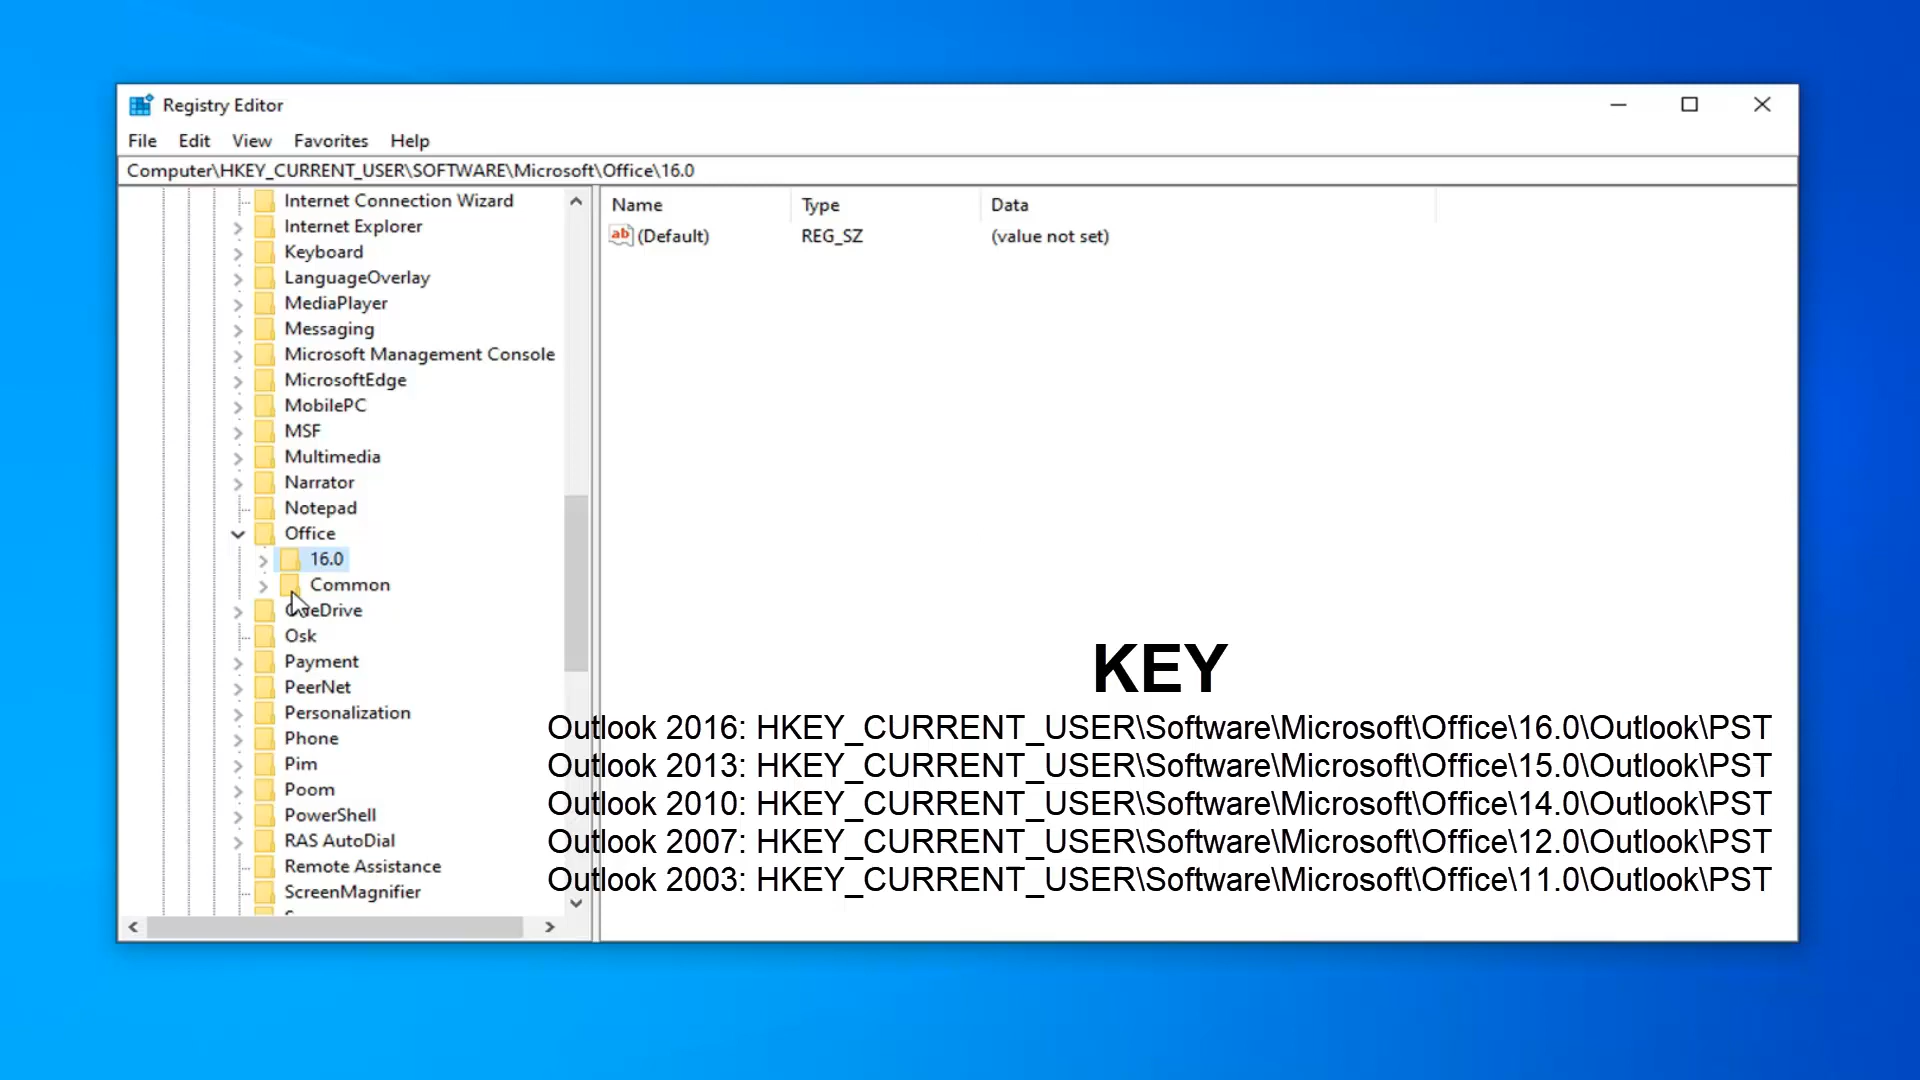 Registry Editor
File Edit View Favorites Help
Computer\HKEY_CURRENT_USER\SOFTWARE\Microsoft\Office\16.0
Internet Connection Wizard
Internet Explorer
Keyboard
LanguageOverlay
MediaPlayer
Messaging
Microsoft Management Console
MicrosoftEdge
MobilePC
MSF
Multimedia
Narrator
Notepad
Office
16.0
Common
OneDrive
Osk
Payment
PeerNet
Personalization
Phone
Pim
Poom
PowerShell
RAS AutoDial
Remote Assistance
ScreenMagnifier
Name Type Data
ab (Default) REG_SZ (value not set)
KEY
Outlook 2016: HKEY_CURRENT_USER\Software\Microsoft\Office\16.0\Outlook\PST
Outlook 2013: HKEY_CURRENT_USER\Software\Microsoft\Office\15.0\Outlook\PST
Outlook 2010: HKEY_CURRENT_USER\Software\Microsoft\Office\14.0\Outlook\PST
Outlook 2007: HKEY_CURRENT_USER\Software\Microsoft\Office\12.0\Outlook\PST
Outlook 2003: HKEY_CURRENT_USER\Software\Microsoft\Office\11.0\Outlook\PST